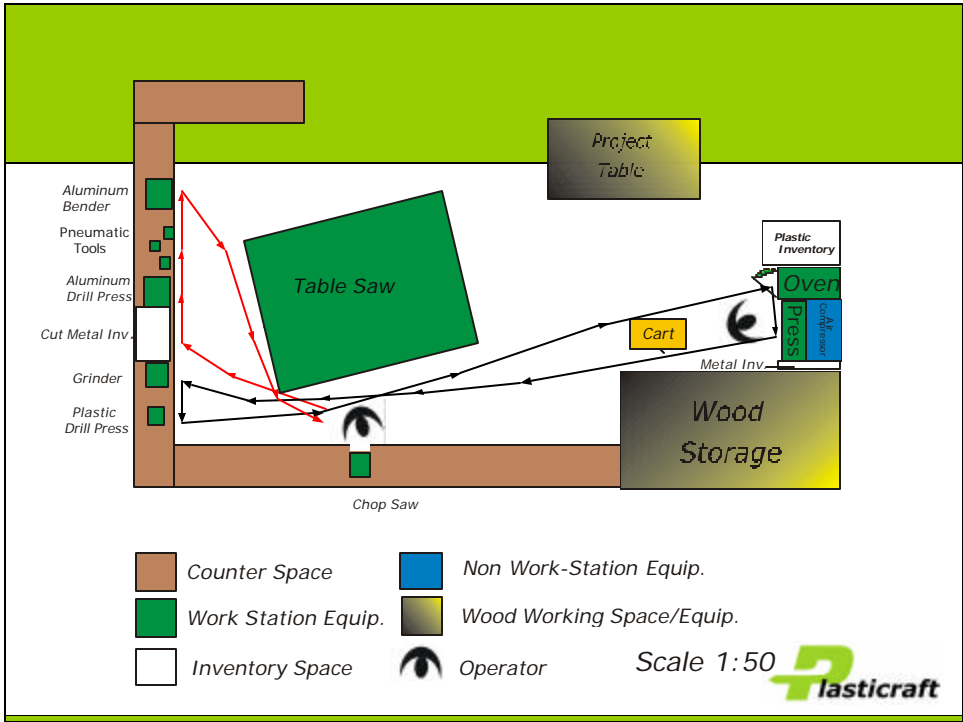 Project
Table
Aluminum
Bender
Pneumatic
Tools
Aluminum
Drill Press
Cut Metal Inv.
Grinder
Plastic
Drill Press
Table Saw
Plastic
Inventory
Oven
Press
Air
Compressor
Cart
Metal Inv.
Wood
Storage
Chop Saw
Counter Space
Non Work-Station Equip.
Work Station Equip.
Wood Working Space/Equip.
Inventory Space
Operator
Scale 1:50
Plasticraft